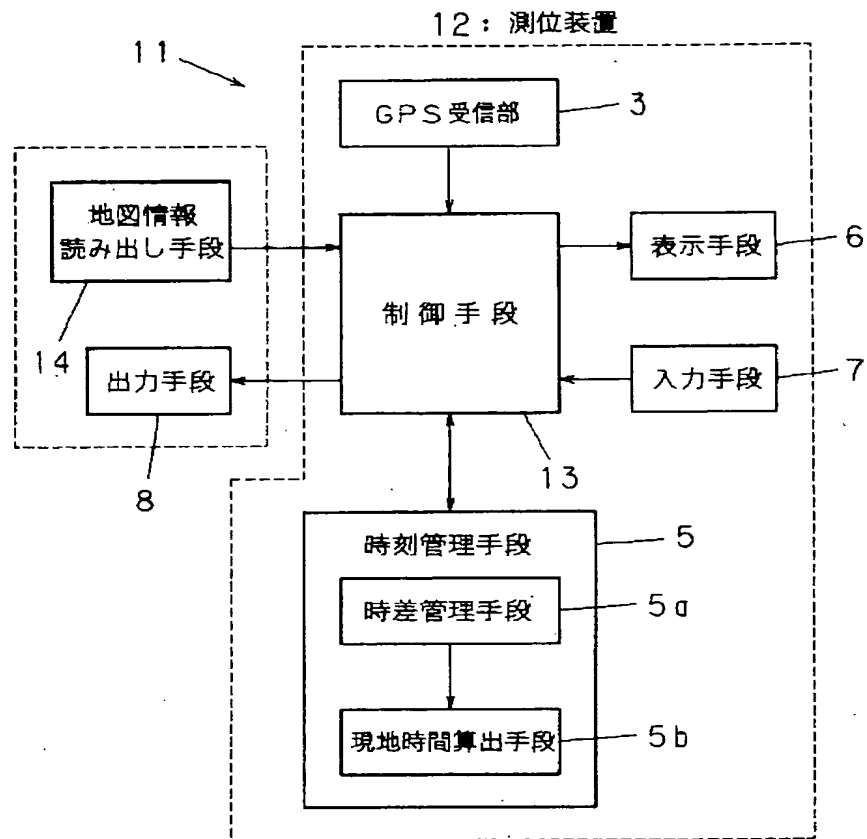 12：測位装置
11
GPS受信部
3
地図情報
読み出し手段
14
制御手段
13
表示手段
6
出力手段
8
入力手段
7
時刻管理手段
5
時差管理手段
5a
現地時間算出手段
5b